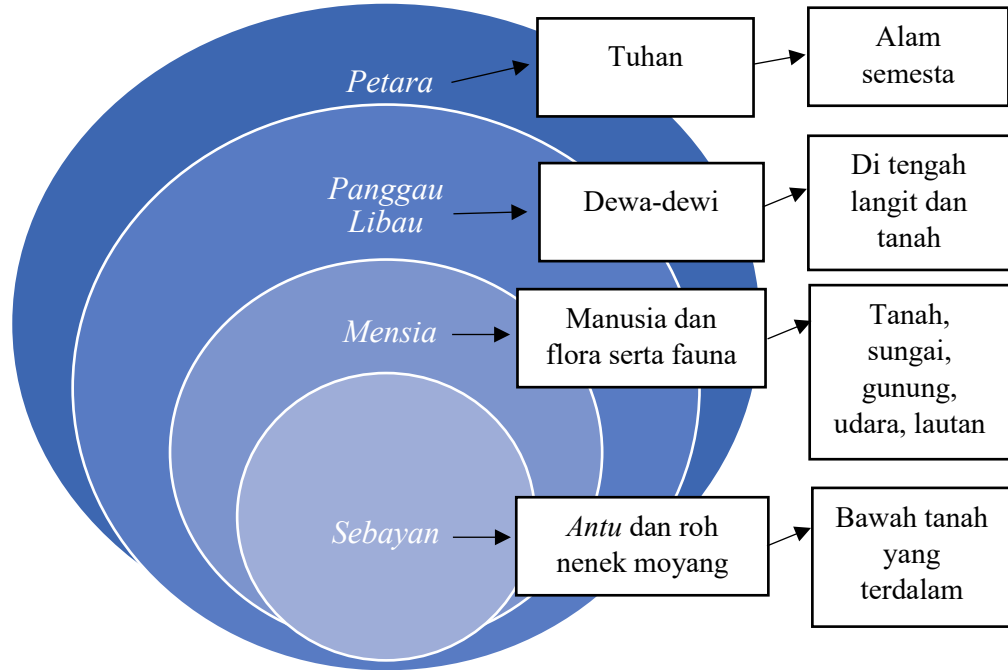 Petara
Tuhan
Alam
semesta
Panggau
Libau
Dewa-dewi
Di tengah
langit dan
tanah
Mensia
Manusia dan
flora serta fauna
Tanah,
sungai,
gunung,
udara, lautan
Sebayan
Antu dan roh
nenek moyang
Bawah tanah
yang
terdalam